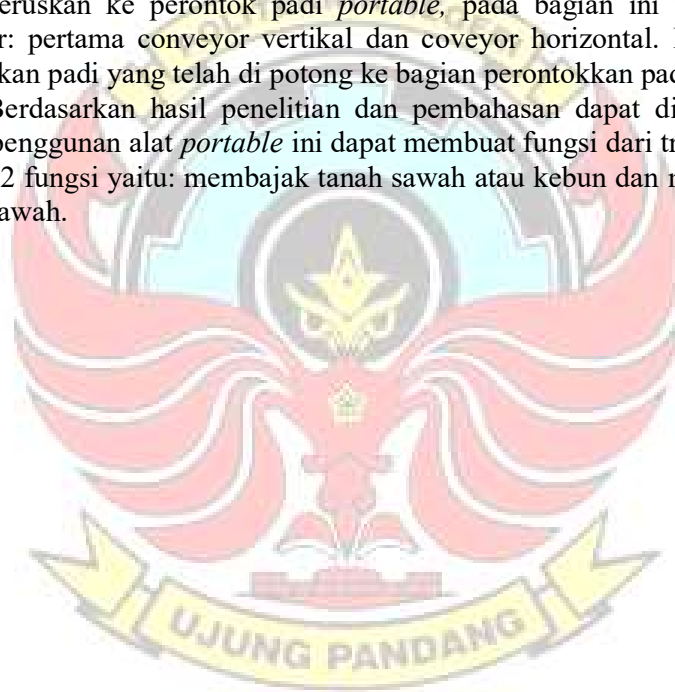 eruskan ke perontok padi portable, pada bagian ini
r: pertama conveyor vertikal dan coveyor horizontal.
kan padi yang telah di potong ke bagian perontokkan pad
Berdasarkan hasil penelitian dan pembahasan dapat di
penggunan alat portable ini dapat membuat fungsi dari tr
2 fungsi yaitu: membajak tanah sawah atau kebun dan
awah.
UJUNG PANDANG